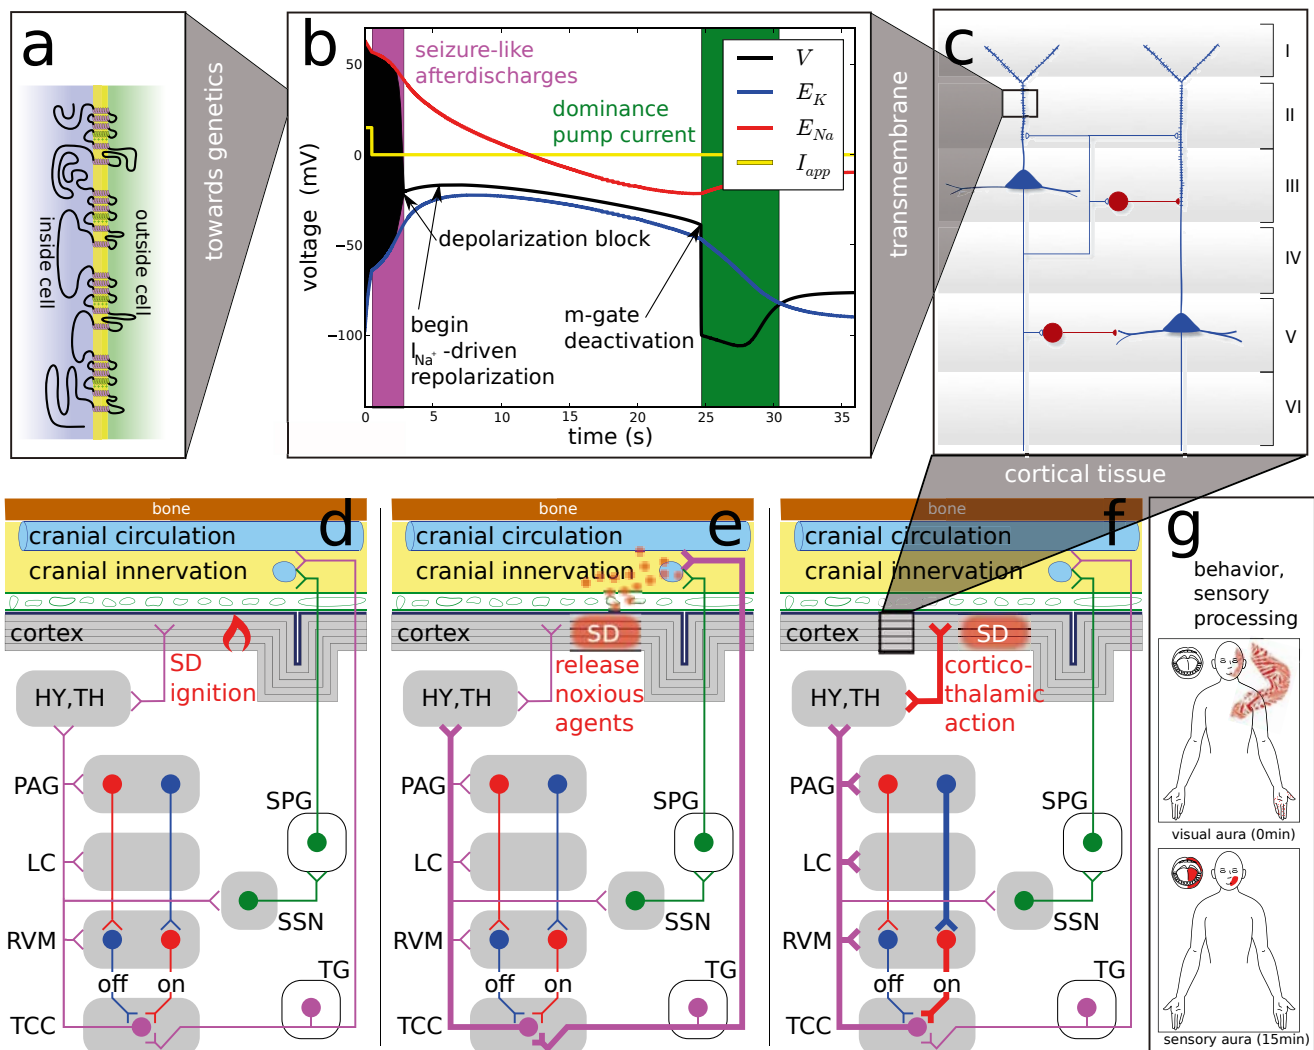 a
inside cell
outside cell
towards genetics
b
seizure-like
afterdischarges
dominance
pump current
V
E_K
E_Na
I_app
voltage (mV)
50
0
−50
−100
depolarization block
begin
I_Na+ -driven
repolarization
m-gate
deactivation
0
5
10
15
20
25
30
35
time (s)
transmembrane
c
I
II
III
IV
V
VI
cortical tissue
d
bone
cranial circulation
cranial innervation
cortex
SD
ignition
HY,TH
PAG
LC
RVM
TCC
SPG
SSN
TG
off
on
e
bone
cranial circulation
cranial innervation
cortex
SD
release
noxious
agents
HY,TH
PAG
LC
RVM
TCC
SPG
SSN
TG
off
on
f
bone
cranial circulation
cranial innervation
cortex
SD
cortico-
thalamic
action
HY,TH
PAG
LC
RVM
TCC
SPG
SSN
TG
off
on
g
behavior,
sensory
processing
visual aura (0min)
sensory aura (15min)